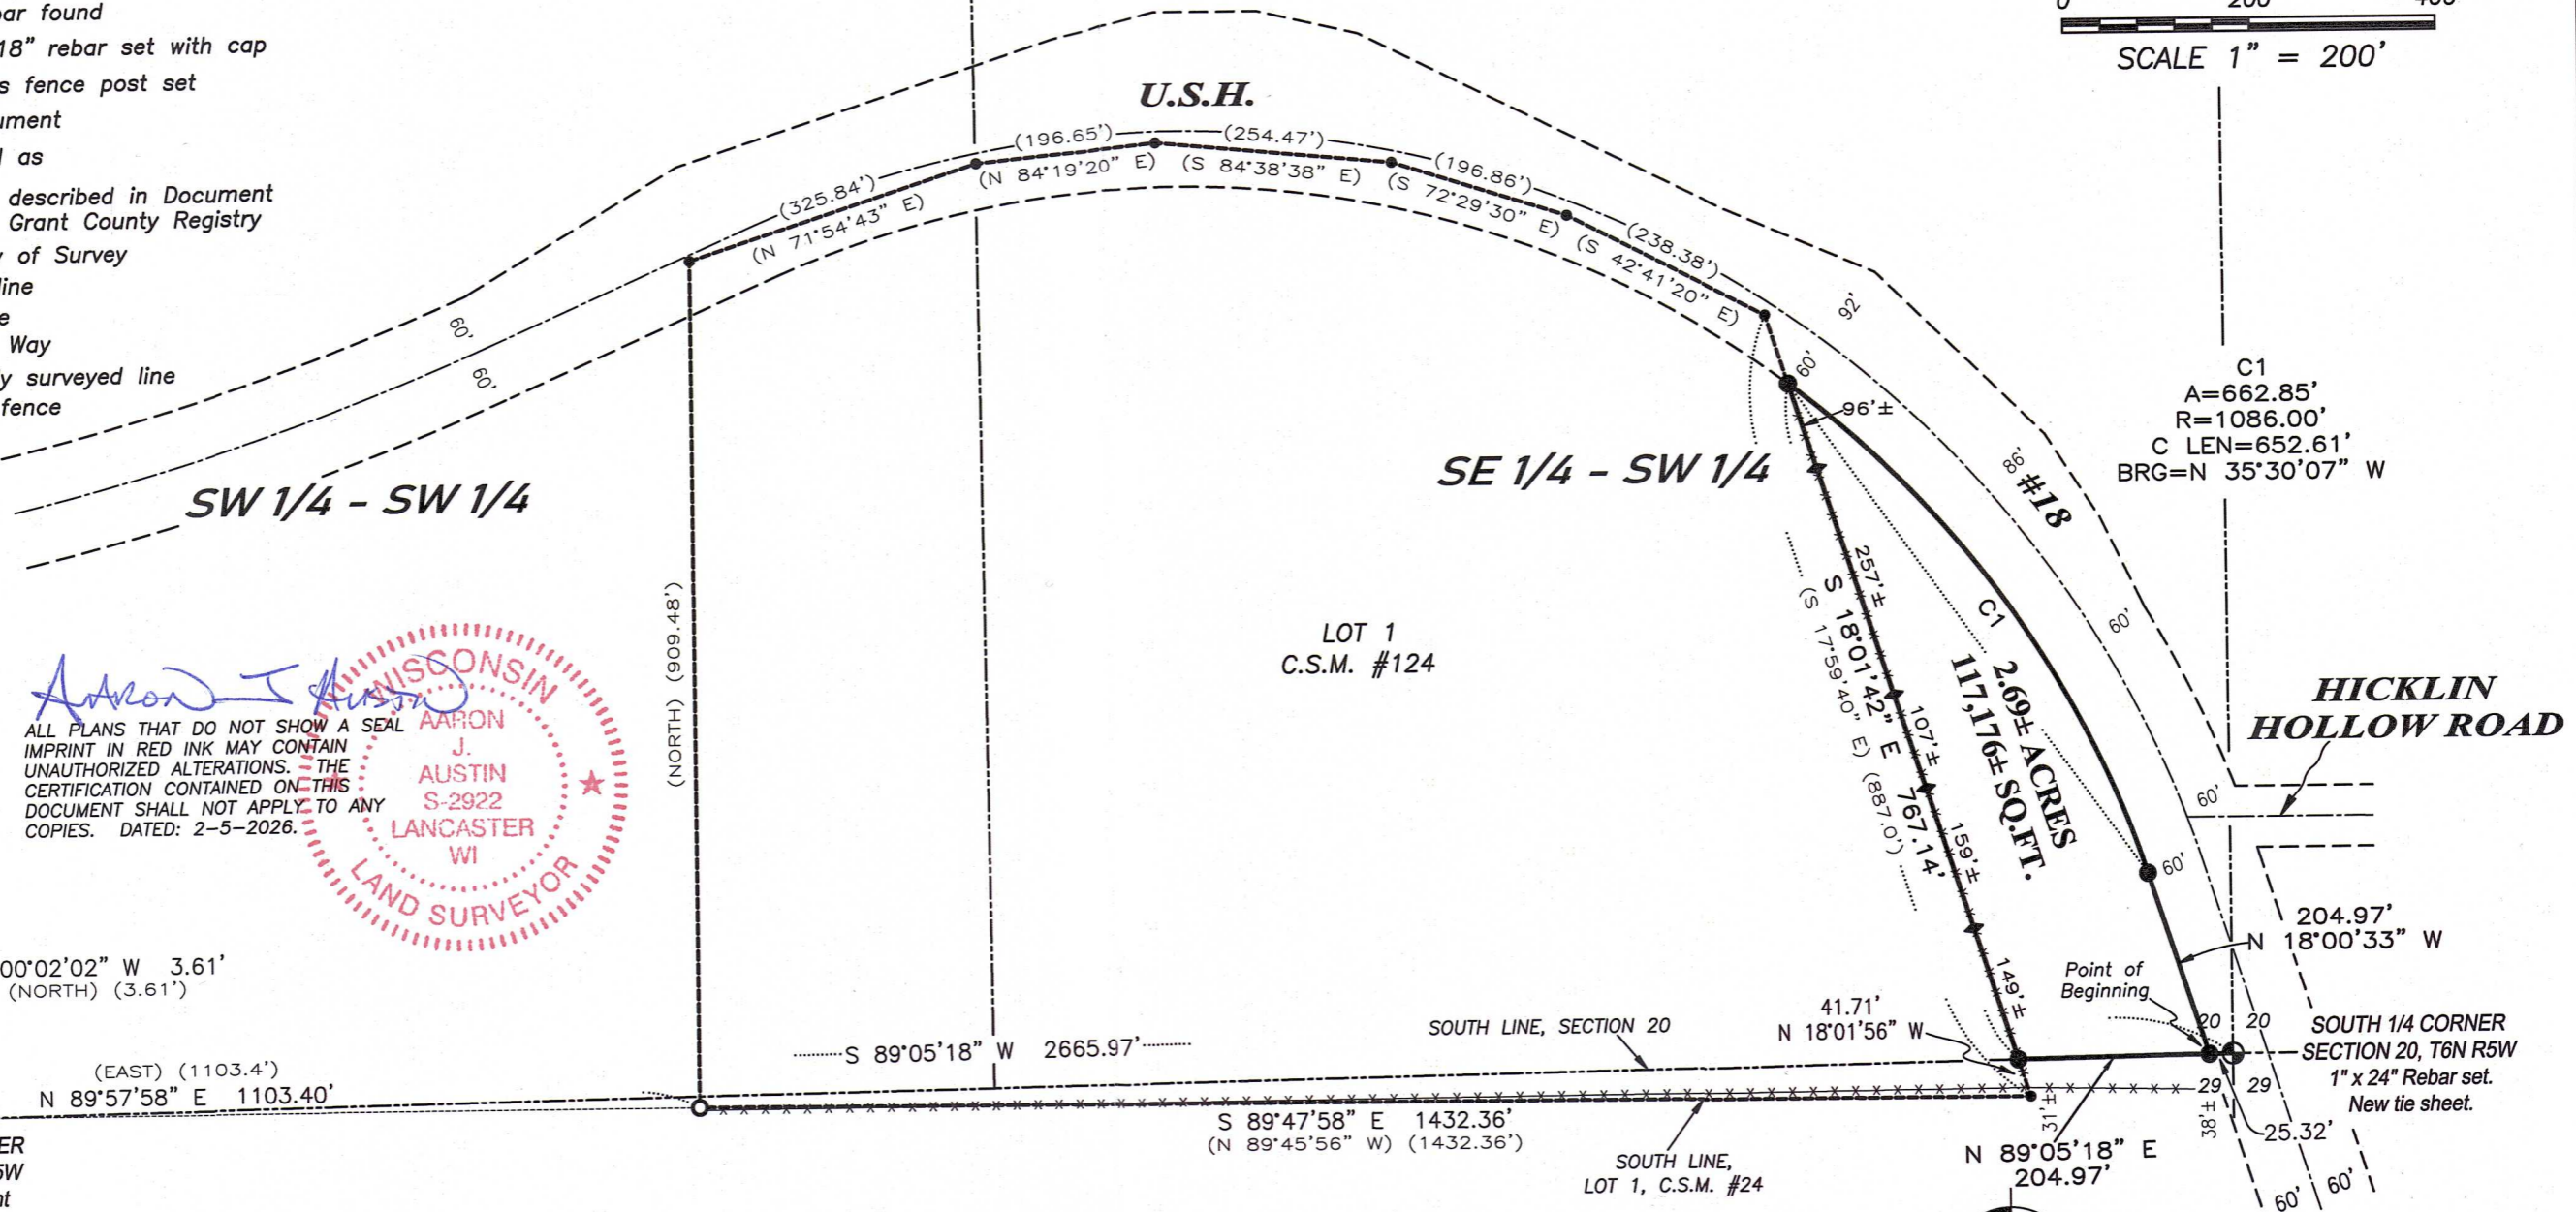 ar found
18" rebar set with cap
s fence post set
ument
as
described in Document
Grant County Registry
of Survey
line
e
Way
y surveyed line
fence
0 200 400
SCALE 1" = 200'
U.S.H.
(196.65')
(254.47')
(N 84°19'20" E)
(S 84°38'38" E)
(196.86')
(S 72°29'30" E)
(325.84')
(N 71°54'43" E)
(238.38')
(S 42°41'20" E)
60'
60'
92'
60'
96'±
86'
#18
C1
A=662.85'
R=1086.00'
C LEN=652.61'
BRG=N 35°30'07" W
SW 1/4 - SW 1/4
SE 1/4 - SW 1/4
(NORTH) (909.48')
LOT 1
C.S.M. #124
257'±
S 18°01'42" E 767.14'
(S 17°59'40" E) (887.0')
107'±
159'±
149'±
C1
2.69± ACRES
117,176± SQ.FT.
60'
60'
60'
HICKLIN
HOLLOW ROAD
Aaron J Austin
ALL PLANS THAT DO NOT SHOW A SEAL
IMPRINT IN RED INK MAY CONTAIN
UNAUTHORIZED ALTERATIONS. THE
CERTIFICATION CONTAINED ON THIS
DOCUMENT SHALL NOT APPLY TO ANY
COPIES. DATED: 2-5-2026.
WISCONSIN
AARON
J.
AUSTIN
S-2922
LANCASTER
WI
LAND SURVEYOR
204.97'
N 18°00'33" W
00°02'02" W 3.61'
(NORTH) (3.61')
Point of
Beginning
41.71'
N 18°01'56" W
SOUTH LINE, SECTION 20
S 89°05'18" W 2665.97'
20 20
29 29
SOUTH 1/4 CORNER
SECTION 20, T6N R5W
1" x 24" Rebar set.
New tie sheet.
(EAST) (1103.4')
N 89°57'58" E 1103.40'
S 89°47'58" E 1432.36'
(N 89°45'56" W) (1432.36')
31'±
38'±
25.32'
N 89°05'18" E
204.97'
SOUTH LINE,
LOT 1, C.S.M. #24
60'
60'
ER
5W
nt